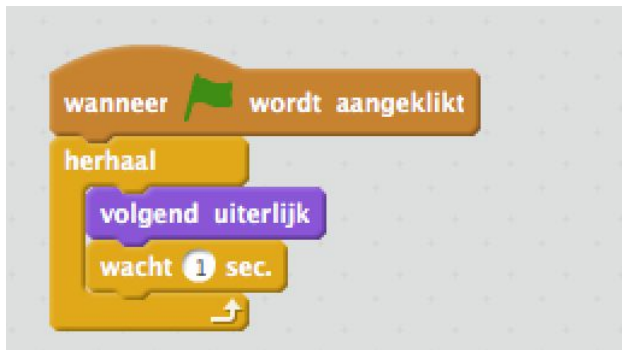 wanneer wordt aangeklikt
herhaal
volgend uiterlijk
wacht 1 sec.